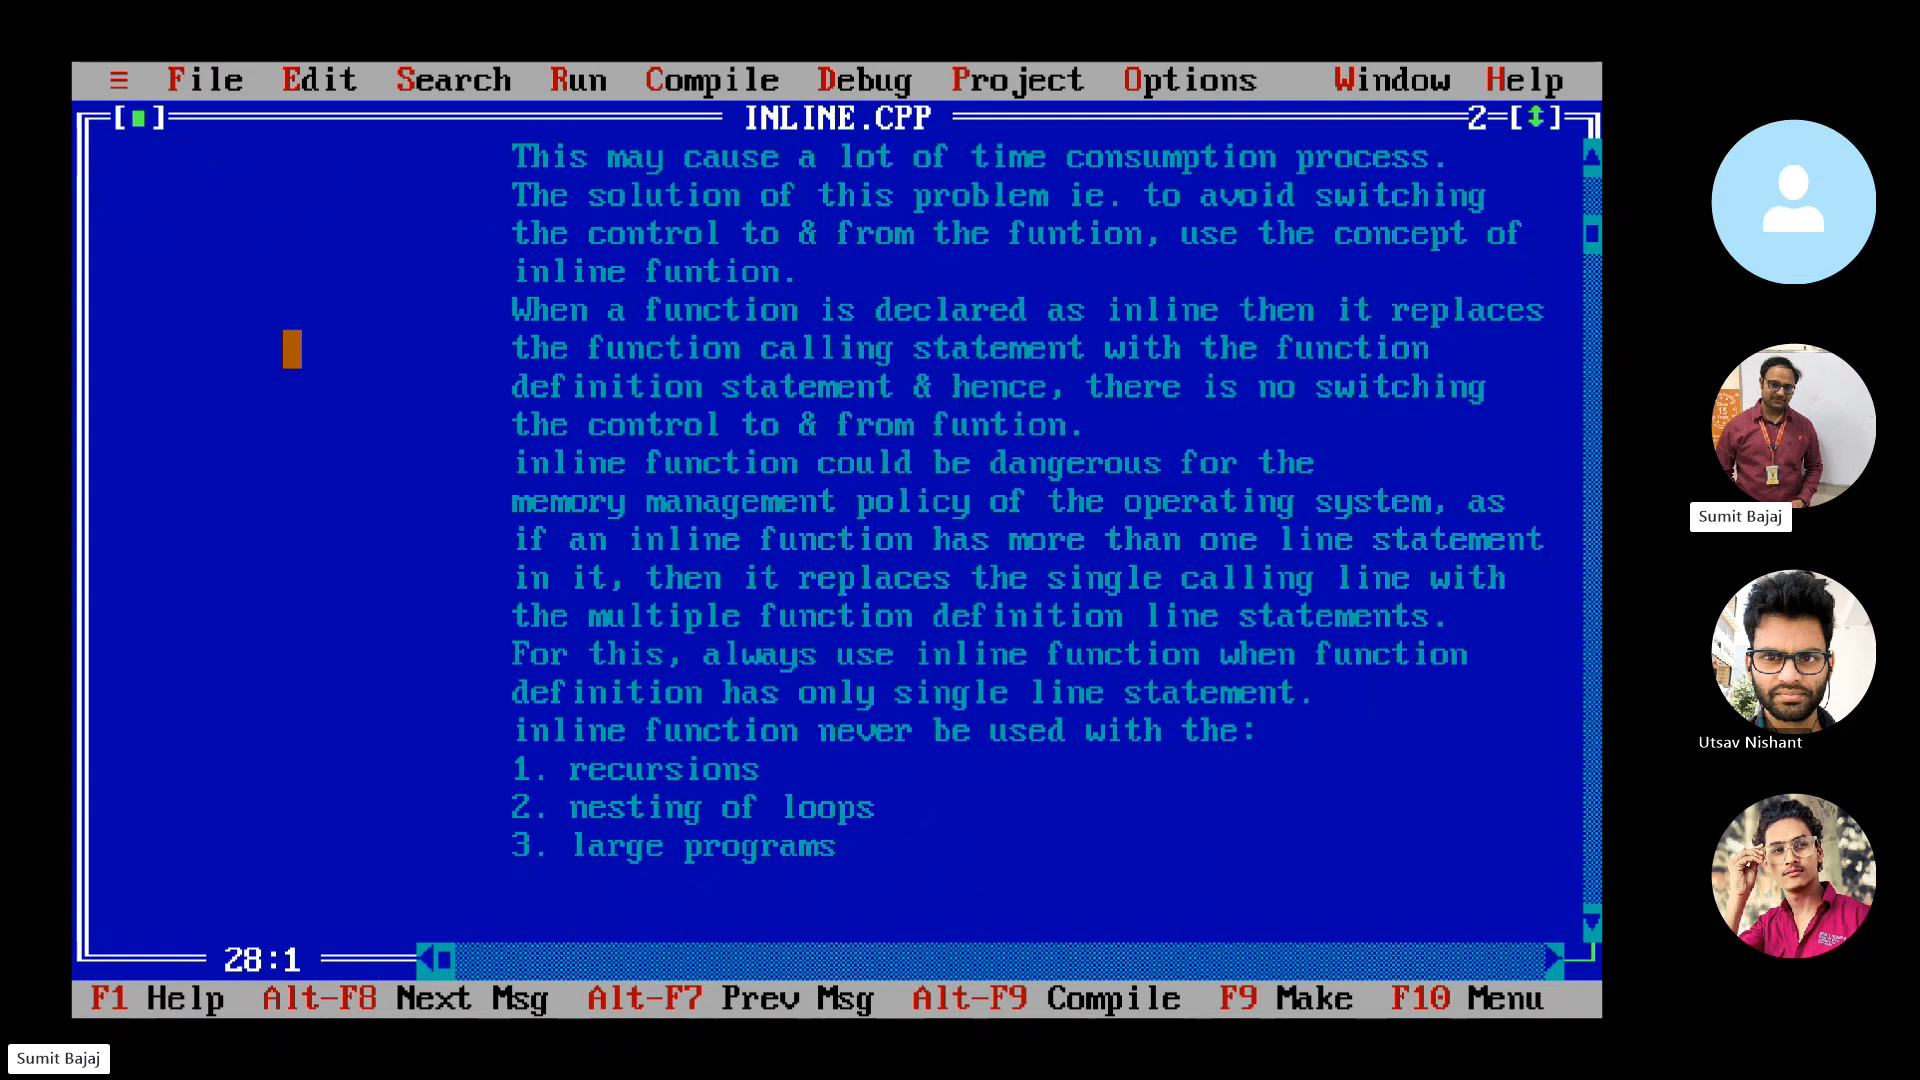 ≡ File Edit Search Run Compile Debug Project Options Window Help
[■] INLINE.CPP 2=[↕]
This may cause a lot of time consumption process.
The solution of this problem ie. to avoid switching
the control to & from the funtion, use the concept of
inline funtion.
When a function is declared as inline then it replaces
the function calling statement with the function
definition statement & hence, there is no switching
the control to & from funtion.
inline function could be dangerous for the
memory management policy of the operating system, as
if an inline function has more than one line statement
in it, then it replaces the single calling line with
the multiple function definition line statements.
For this, always use inline function when function
definition has only single line statement.
inline function never be used with the:
1. recursions
2. nesting of loops
3. large programs
28:1
F1 Help Alt-F8 Next Msg Alt-F7 Prev Msg Alt-F9 Compile F9 Make F10 Menu
Sumit Bajaj
Utsav Nishant
Sumit Bajaj